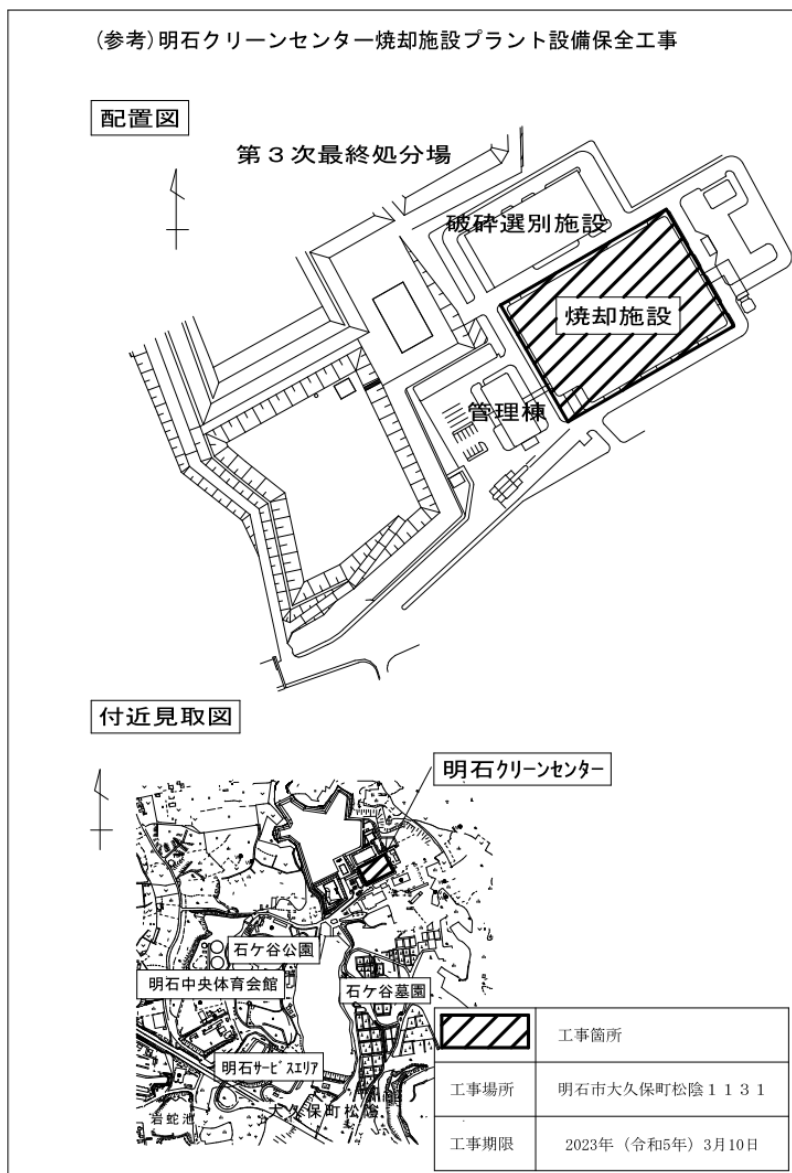 (参考)明石クリーンセンター焼却施設プラント設備保全工事
配置図
第３次最終処分場
破砕選別施設
焼却施設
管理棟
付近見取図
明石クリーンセンター
石ケ谷公園
明石中央体育会館
石ケ谷墓園
明石サービスエリア
大久保町松陰
岩蛇池
工事箇所
工事場所 明石市大久保町松陰１１３１
工事期限 2023年（令和5年）3月10日